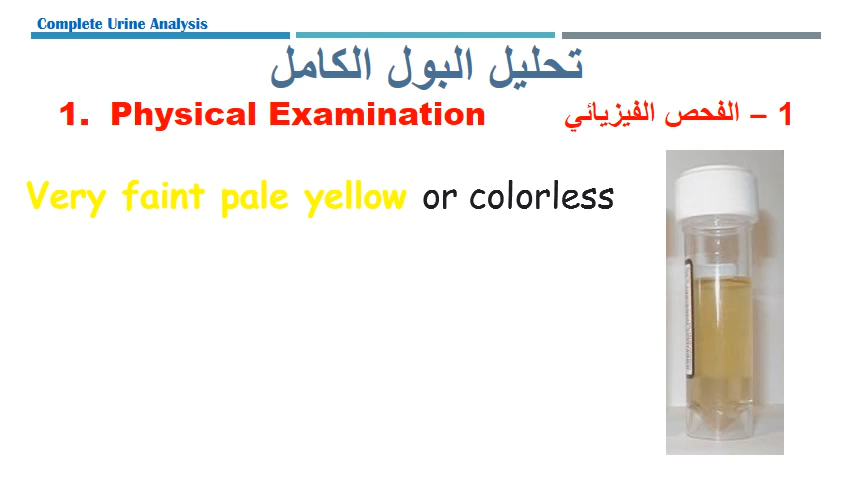 Complete Urine Analysis
تحليل البول الكامل
1. Physical Examination
1 – الفحص الفيزيائي
Very faint pale yellow or colorless